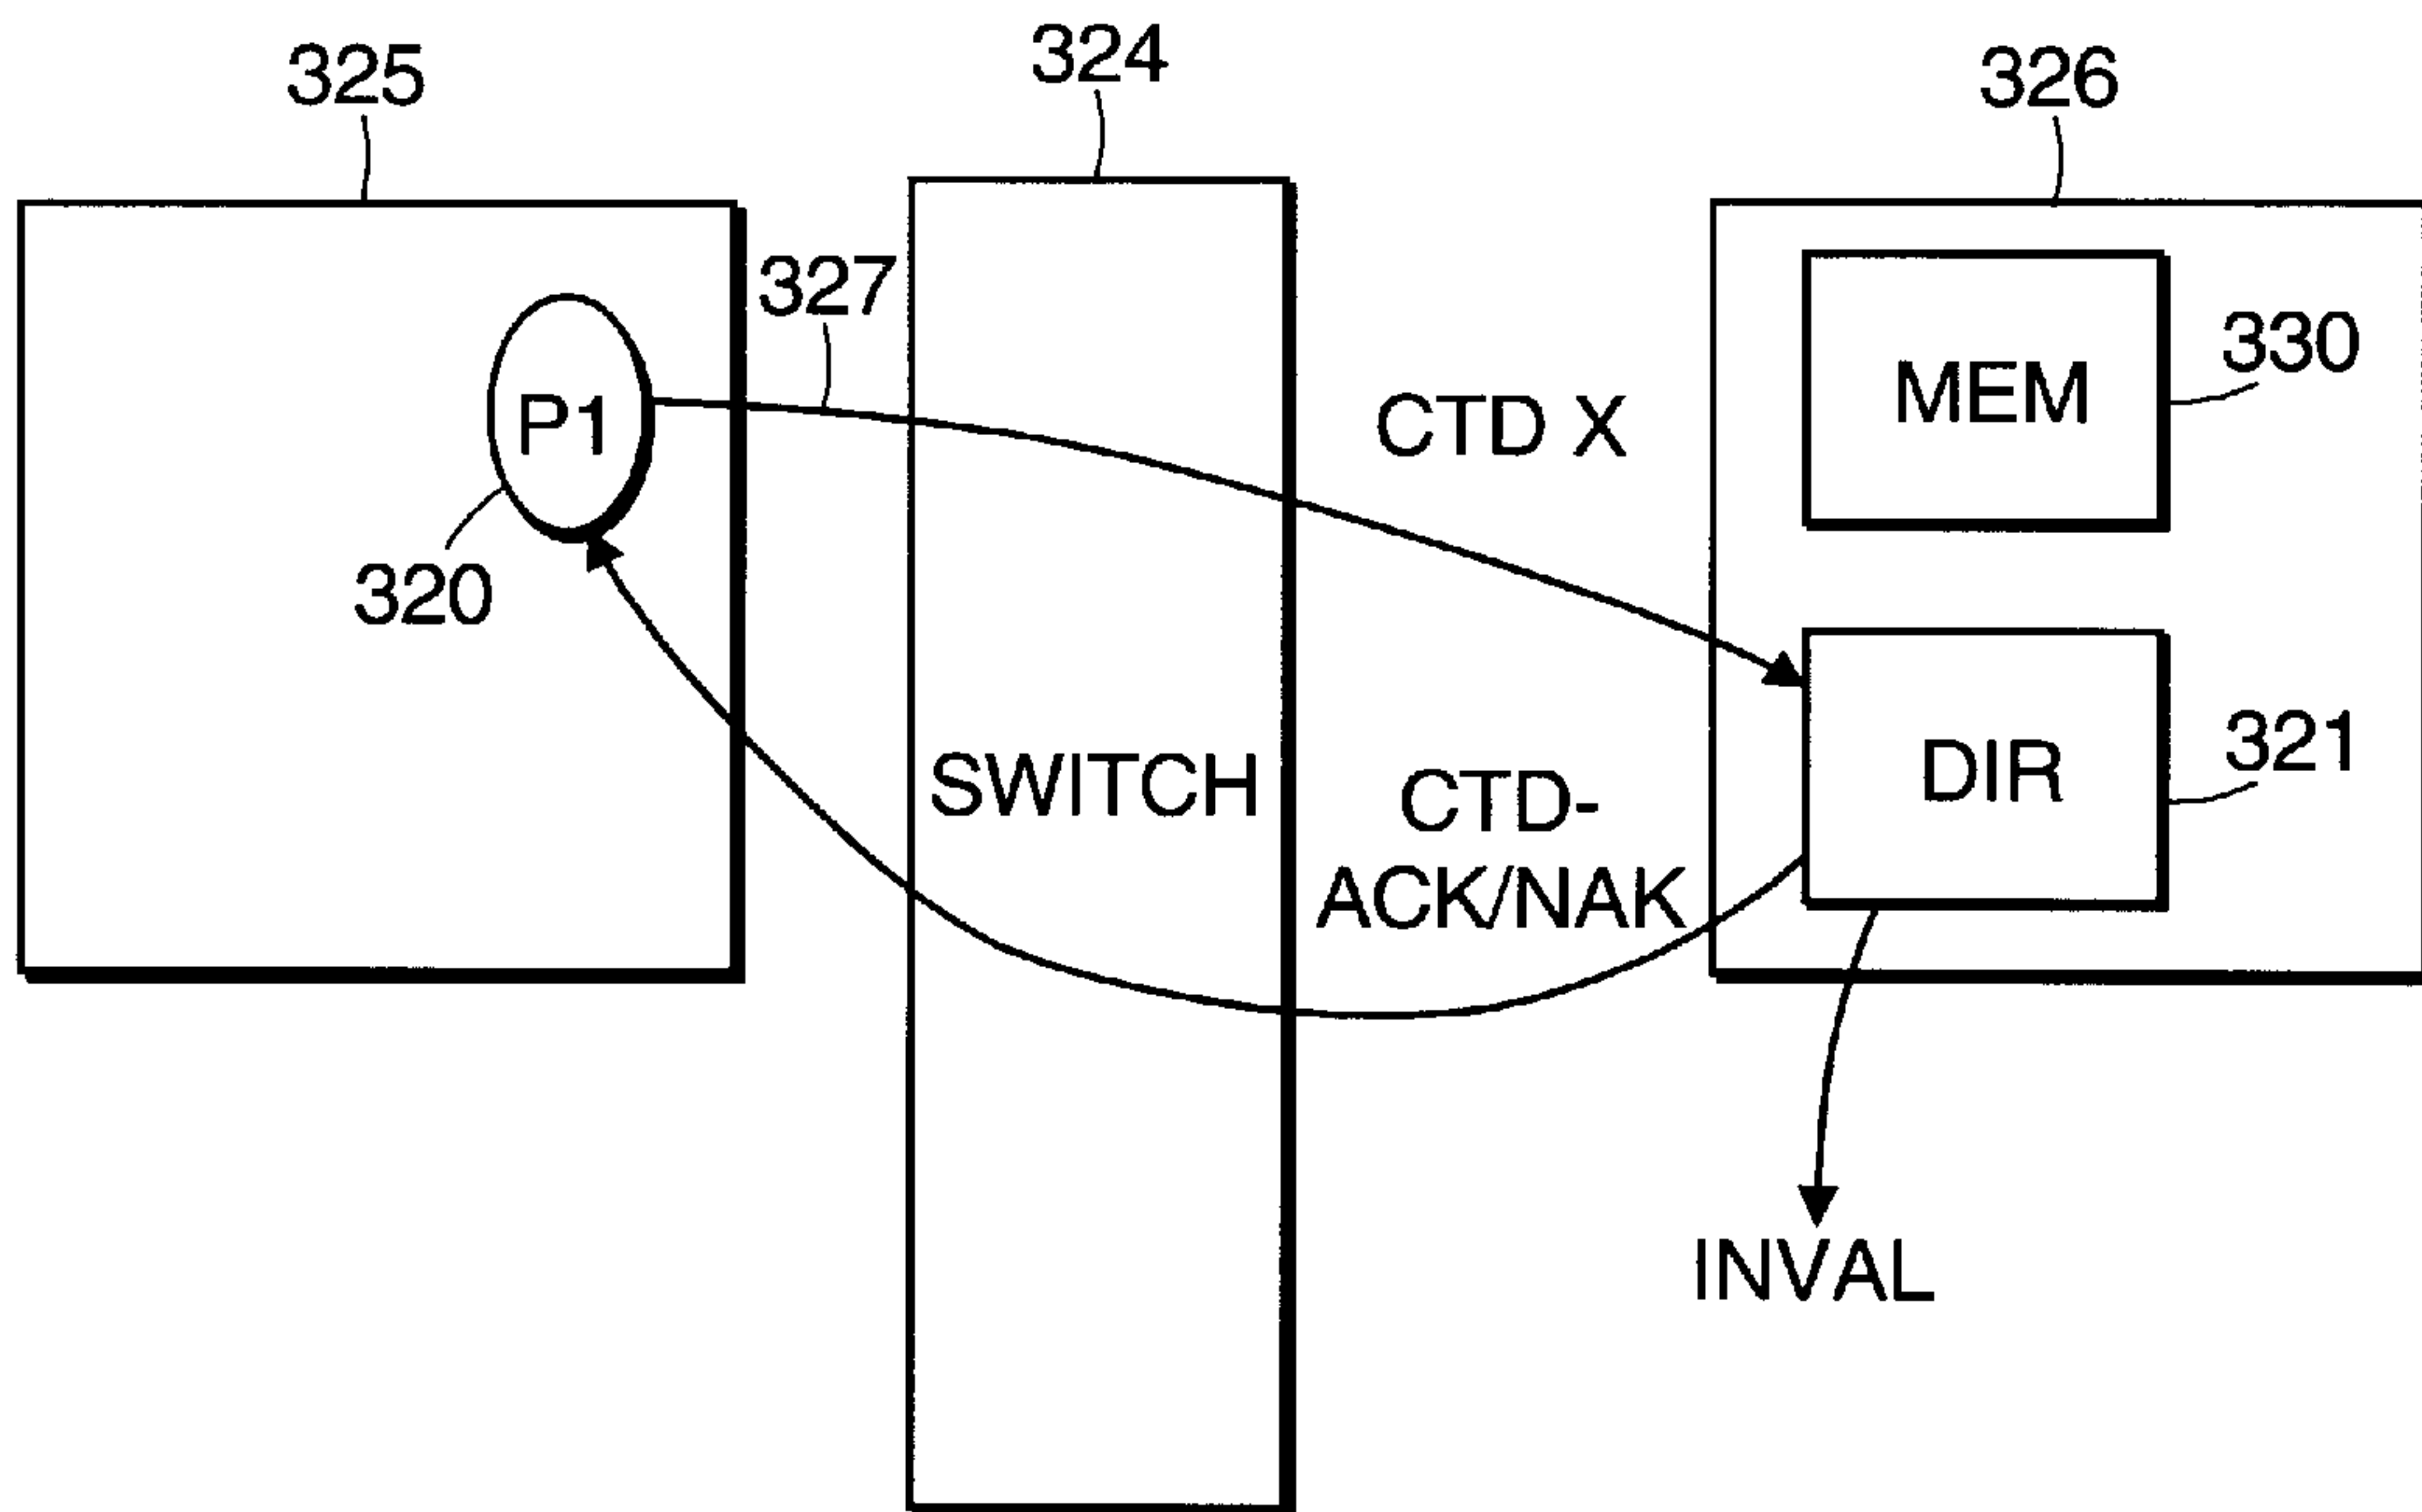 325
324
326
327
P1
320
CTD X
MEM
330
SWITCH
CTD-
ACK/NAK
DIR
321
INVAL